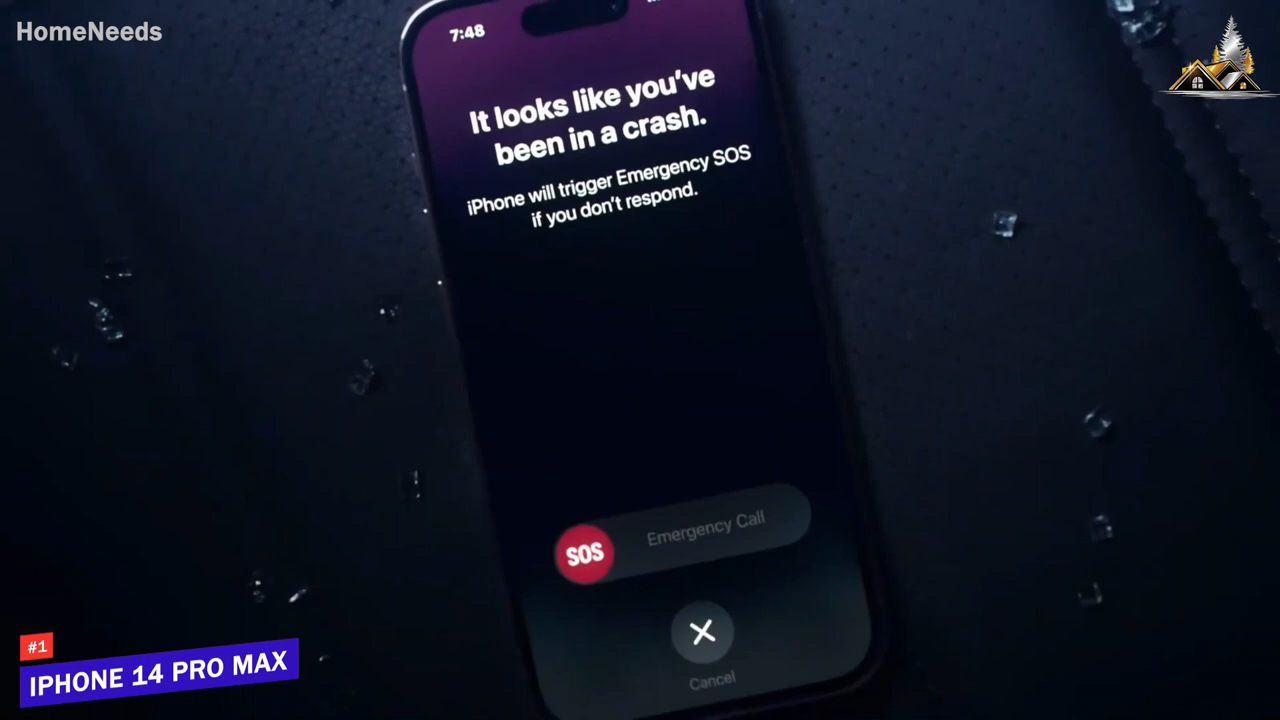 HomeNeeds
7:48
It looks like you've
been in a crash.
iPhone will trigger Emergency SOS
if you don't respond.
SOS
Emergency Call
Cancel
#1
IPHONE 14 PRO MAX